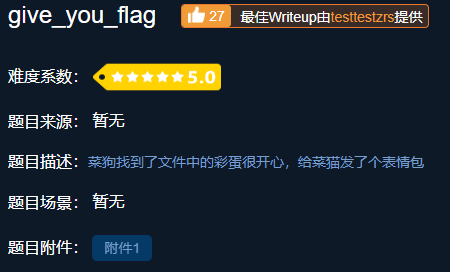 give_you_flag 27 最佳Writeup由testtestzrs提供
难度系数： 5.0
题目来源： 暂无
题目描述：菜狗找到了文件中的彩蛋很开心，给菜猫发了个表情包
题目场景： 暂无
题目附件： 附件1